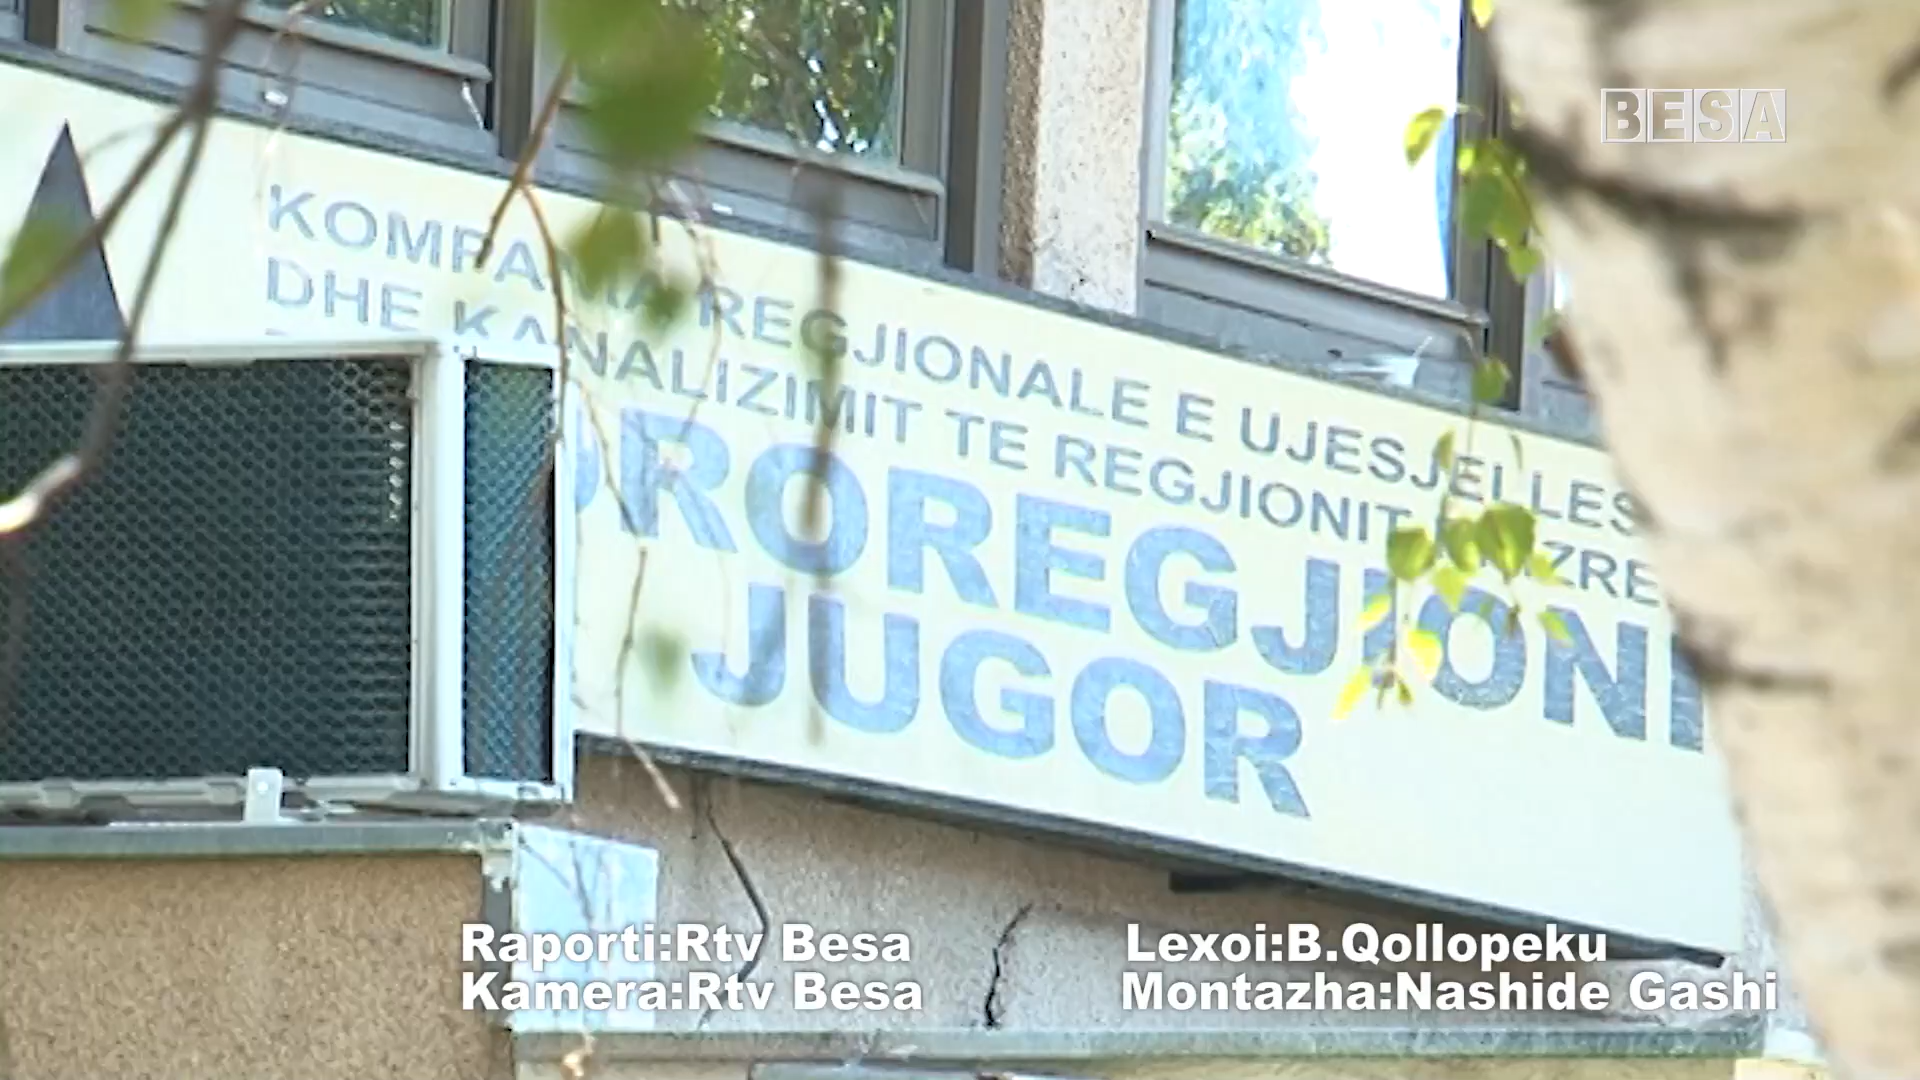 BESA
KOMPANIA REGJIONALE E UJESJELLES
DHE KANALIZIMIT TE REGJIONIT
DROREGJIONI
JUGOR
Raporti:Rtv Besa
Kamera:Rtv Besa
Lexoi:B.Qollopeku
Montazha:Nashide Gashi